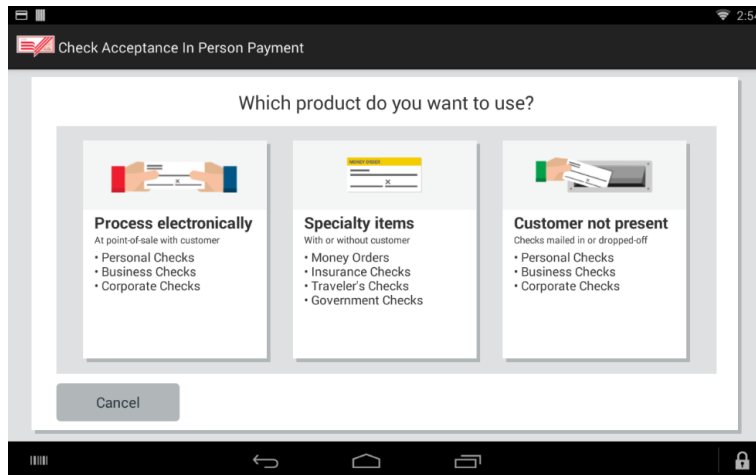 2:54
Check Acceptance In Person Payment
Which product do you want to use?
Process electronically
At point-of-sale with customer
• Personal Checks
• Business Checks
• Corporate Checks
MONEY ORDER
Specialty items
With or without customer
• Money Orders
• Insurance Checks
• Traveler's Checks
• Government Checks
Customer not present
Checks mailed in or dropped-off
• Personal Checks
• Business Checks
• Corporate Checks
Cancel